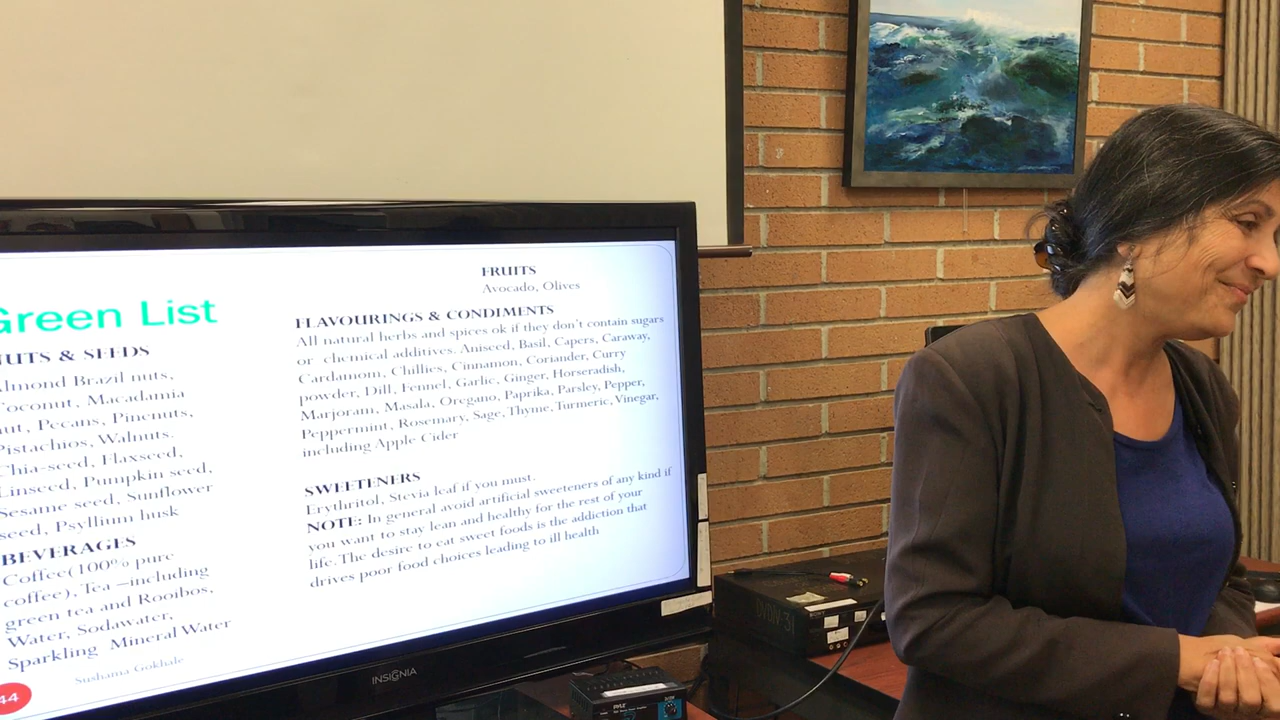 Green List
NUTS & SEEDS
Almond Brazil nuts,
Coconut, Macadamia
nut, Pecans, Pinenuts,
Pistachios, Walnuts.
Chia-seed, Flaxseed,
Linseed, Pumpkin seed,
Sesame seed, Sunflower
seed, Psyllium husk
BEVERAGES
Coffee(100% pure
coffee), Tea –including
green tea and Rooibos,
Water, Sodawater,
Sparkling Mineral Water
Sushama Gokhale
44
FRUITS
Avocado, Olives
FLAVOURINGS & CONDIMENTS
All natural herbs and spices ok if they don't contain sugars
or chemical additives. Aniseed, Basil, Capers, Caraway,
Cardamom, Chillies, Cinnamon, Coriander, Curry
powder, Dill, Fennel, Garlic, Ginger, Horseradish,
Marjoram, Masala, Oregano, Paprika, Parsley, Pepper,
Peppermint, Rosemary, Sage, Thyme, Turmeric, Vinegar,
including Apple Cider
SWEETENERS
Erythritol, Stevia leaf if you must.
NOTE: In general avoid artificial sweeteners of any kind if
you want to stay lean and healthy for the rest of your
life. The desire to eat sweet foods is the addiction that
drives poor food choices leading to ill health
INSIGNIA
SONY
PYLE